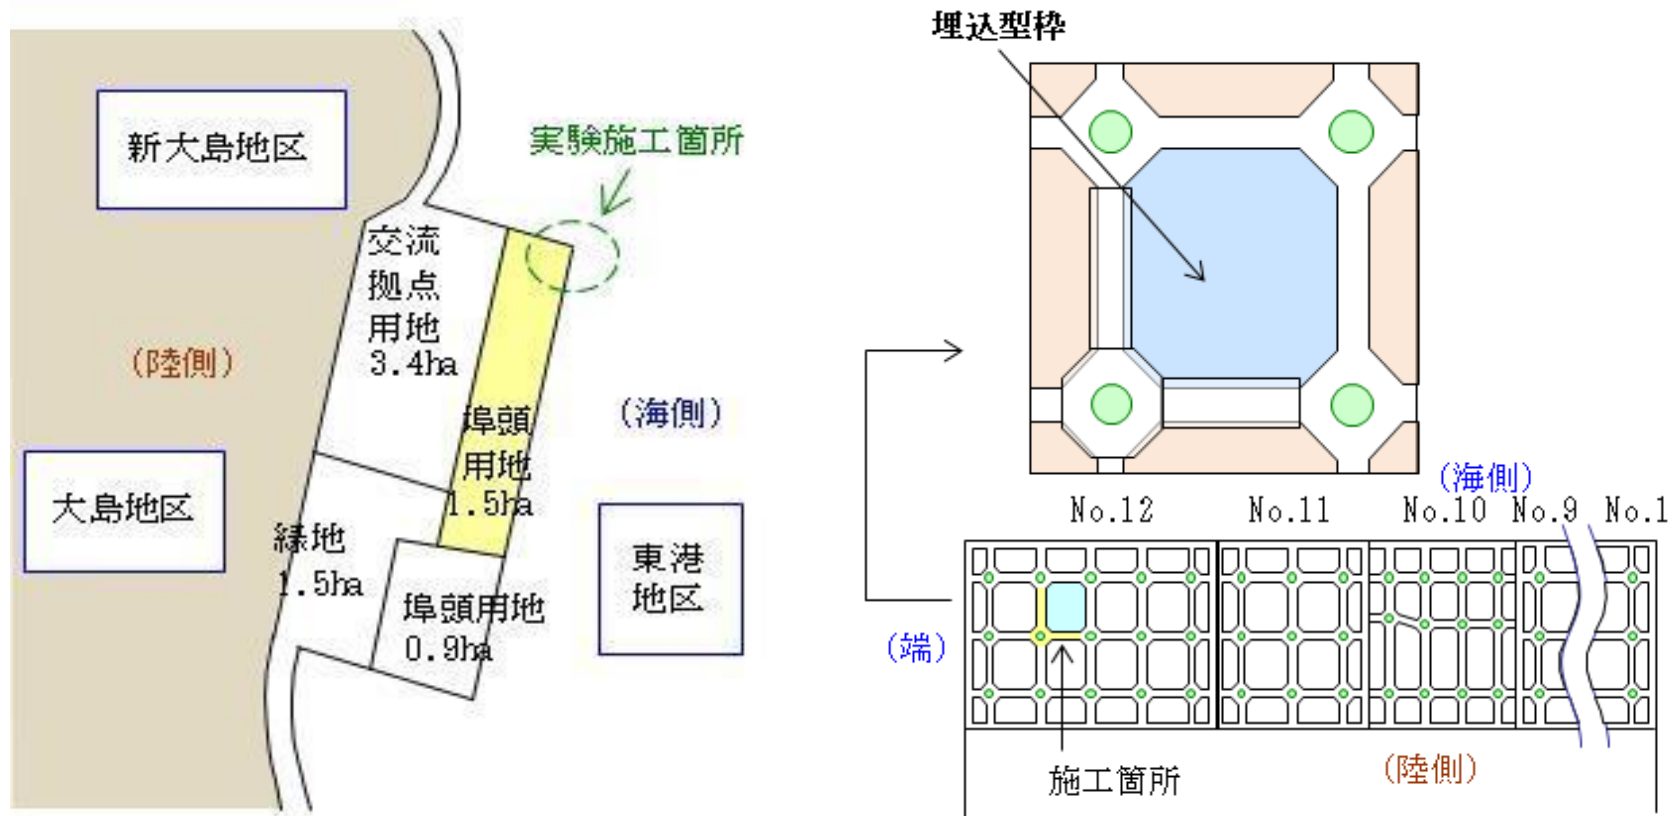 新大島地区
実験施工箇所
交流
拠点
用地
3.4ha
(陸側)
埠頭
用地
1.5ha
(海側)
大島地区
緑地
1.5ha
埠頭用地
0.9ha
東港
地区
埋込型枠
(海側)
No.12 No.11 No.10 No.9 No.1
(端)
施工箇所
(陸側)